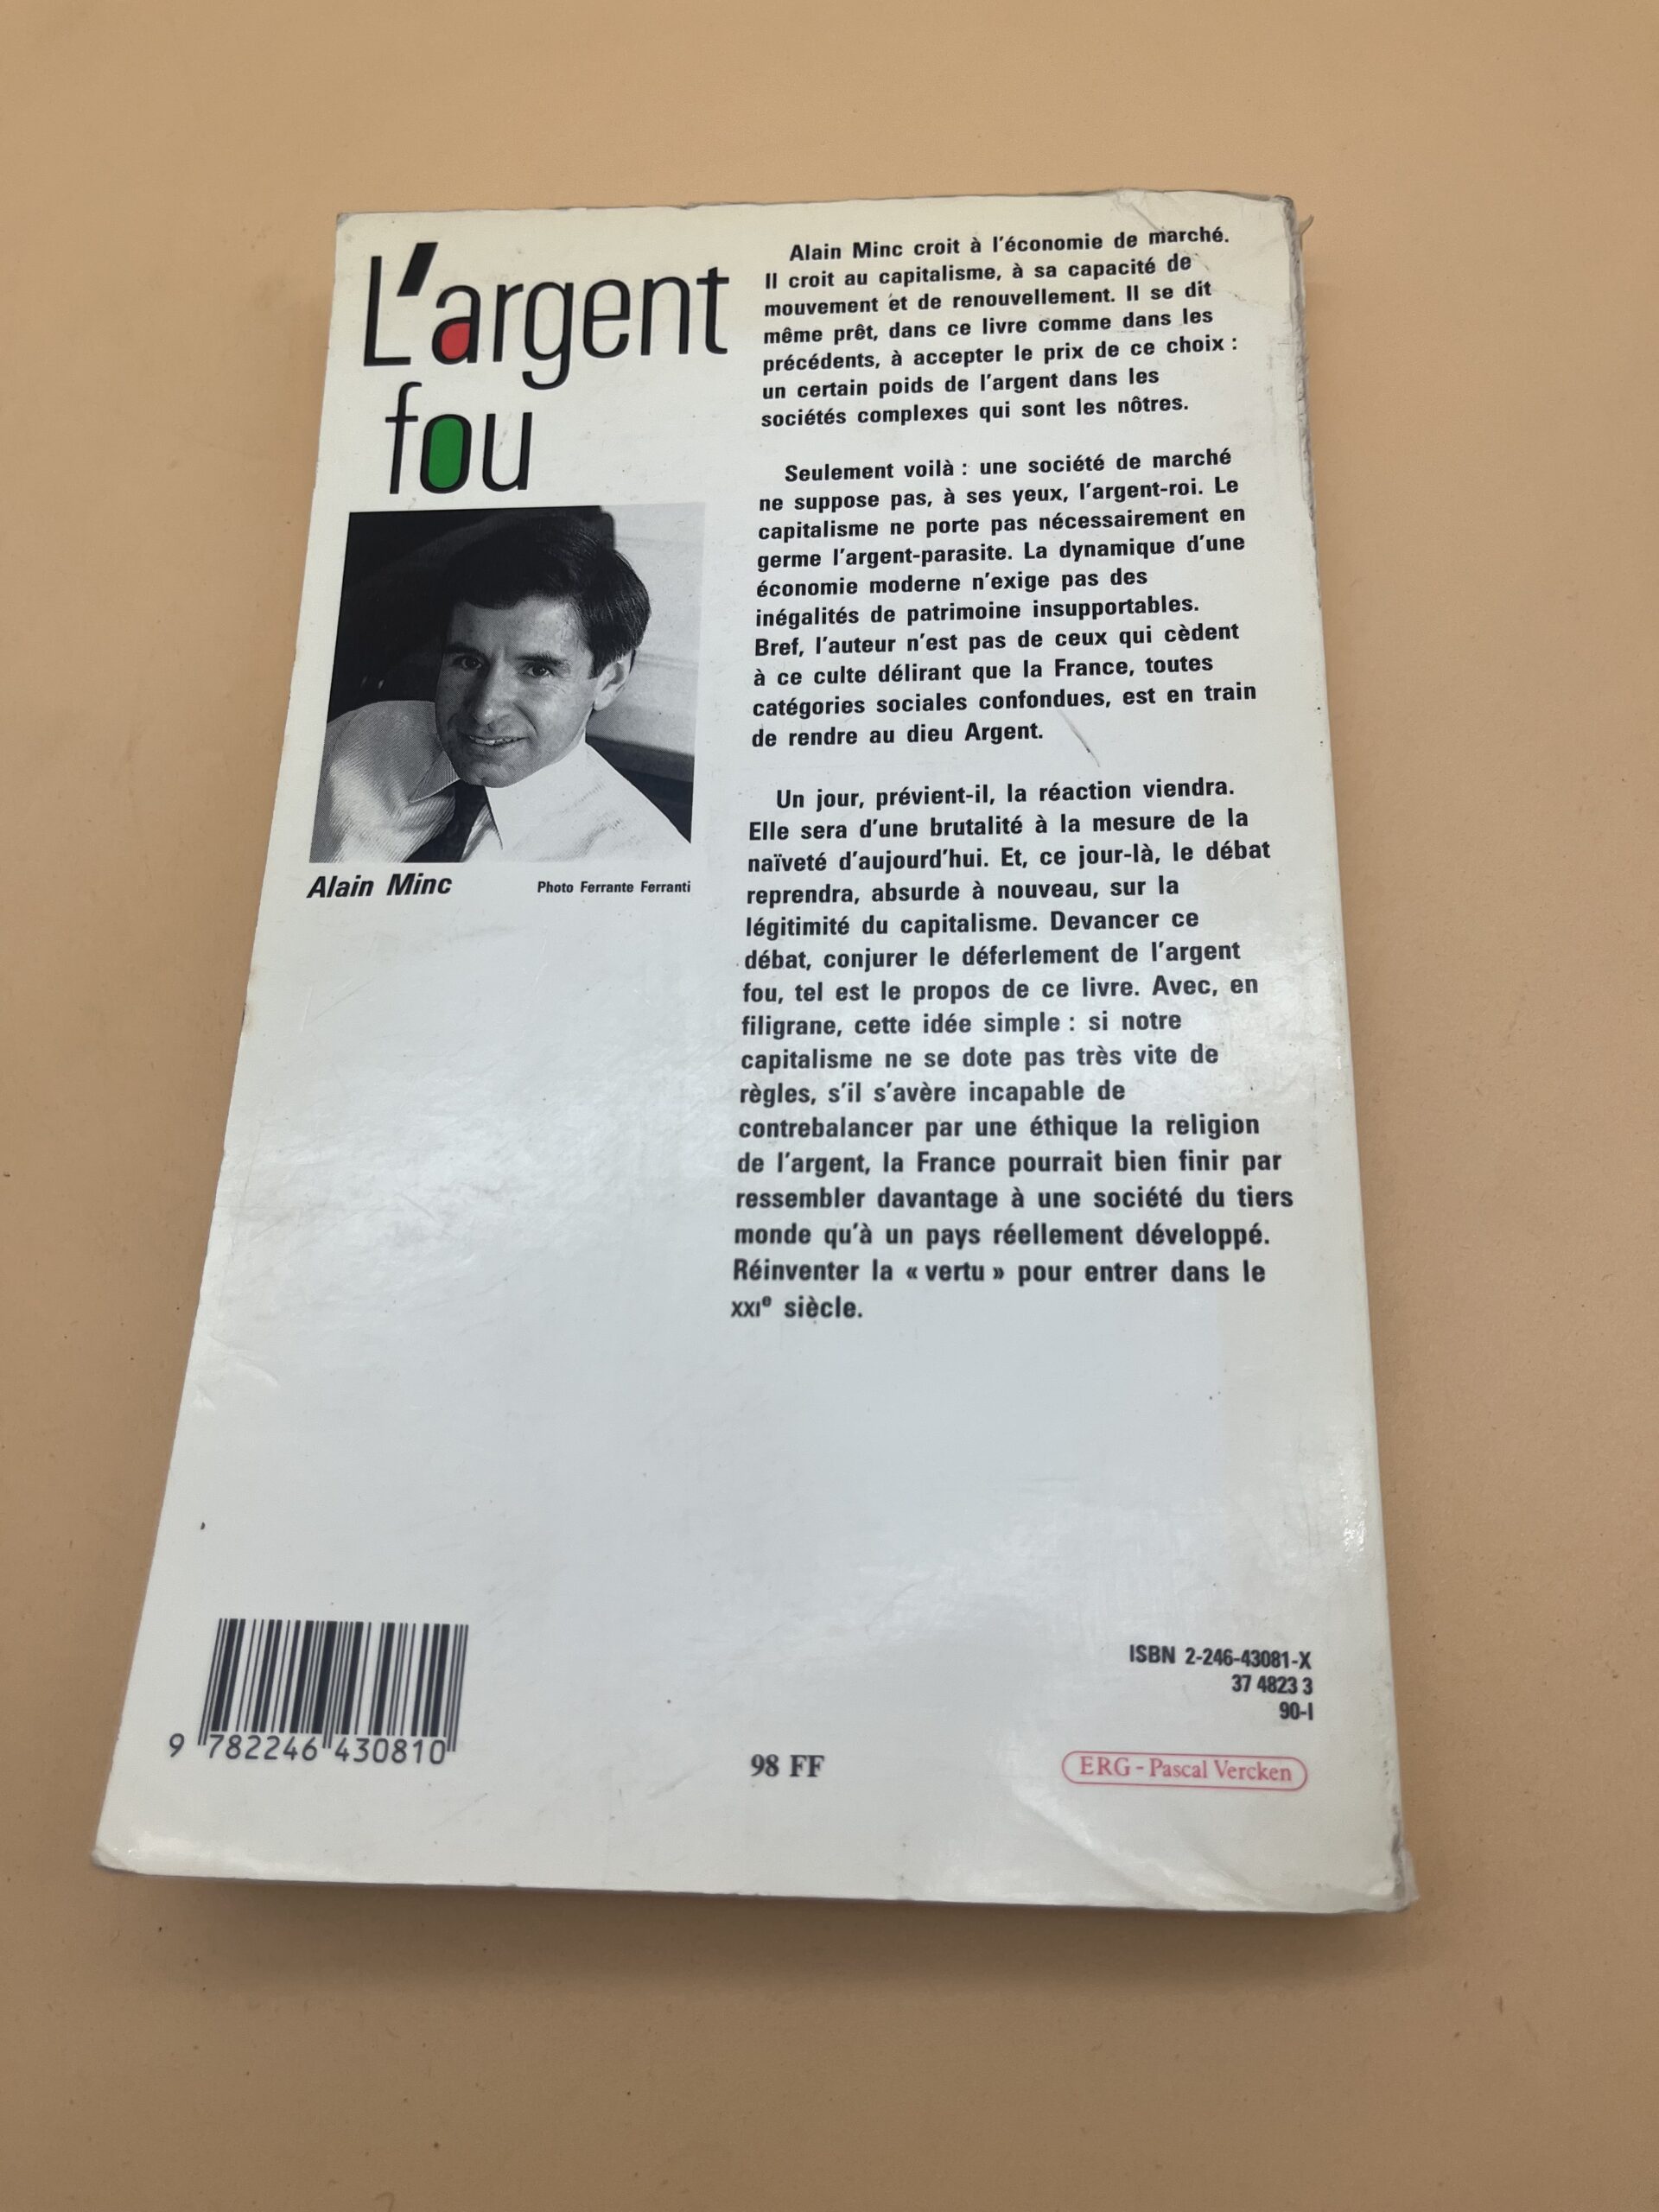 L'argent
fou
Alain Minc
Photo Ferrante Ferranti
Alain Minc croit à l'économie de marché.
Il croit au capitalisme, à sa capacité de
mouvement et de renouvellement. Il se dit
même prêt, dans ce livre comme dans les
précédents, à accepter le prix de ce choix :
un certain poids de l'argent dans les
sociétés complexes qui sont les nôtres.
Seulement voilà : une société de marché
ne suppose pas, à ses yeux, l'argent-roi. Le
capitalisme ne porte pas nécessairement en
germe l'argent-parasite. La dynamique d'une
économie moderne n'exige pas des
inégalités de patrimoine insupportables.
Bref, l'auteur n'est pas de ceux qui cèdent
à ce culte délirant que la France, toutes
catégories sociales confondues, est en train
de rendre au dieu Argent.
Un jour, prévient-il, la réaction viendra.
Elle sera d'une brutalité à la mesure de la
naïveté d'aujourd'hui. Et, ce jour-là, le débat
reprendra, absurde à nouveau, sur la
légitimité du capitalisme. Devancer ce
débat, conjurer le déferlement de l'argent
fou, tel est le propos de ce livre. Avec, en
filigrane, cette idée simple : si notre
capitalisme ne se dote pas très vite de
règles, s'il s'avère incapable de
contrebalancer par une éthique la religion
de l'argent, la France pourrait bien finir par
ressembler davantage à une société du tiers
monde qu'à un pays réellement développé.
Réinventer la « vertu » pour entrer dans le
XXIe siècle.
ISBN 2-246-43081-X
37 4823 3
90-I
9 782246 430810
98 FF
ERG - Pascal Vercken